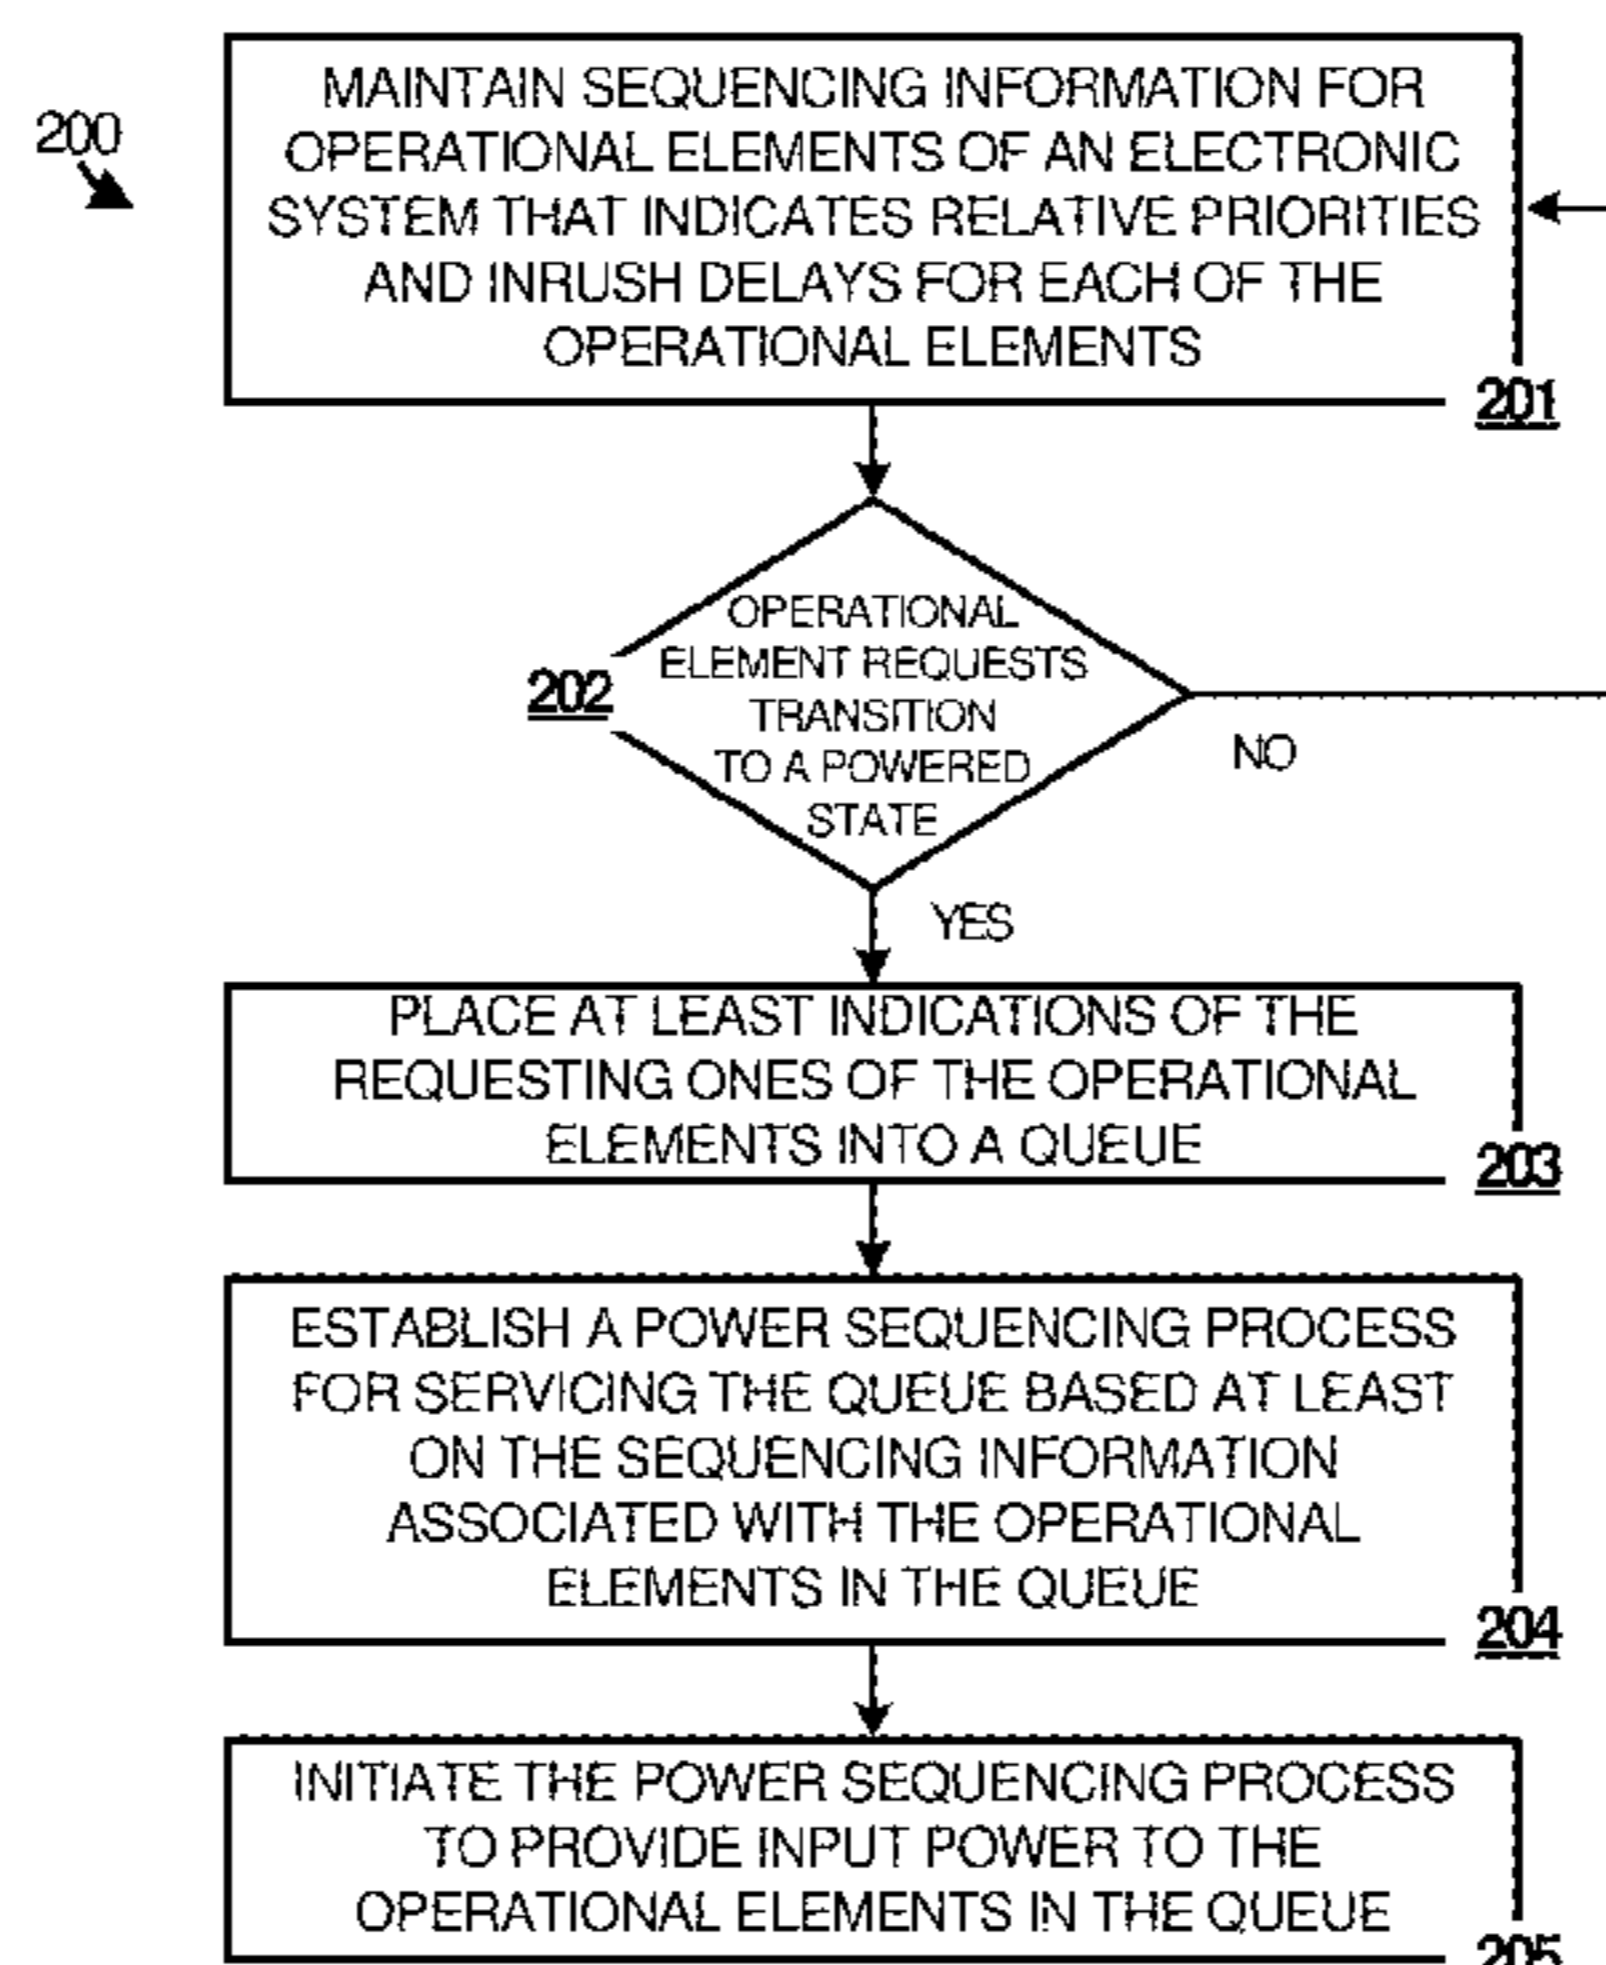 200
MAINTAIN SEQUENCING INFORMATION FOR
OPERATIONAL ELEMENTS OF AN ELECTRONIC
SYSTEM THAT INDICATES RELATIVE PRIORITIES
AND INRUSH DELAYS FOR EACH OF THE
OPERATIONAL ELEMENTS
201
OPERATIONAL
ELEMENT REQUESTS
TRANSITION
TO A POWERED
STATE
202
NO
YES
PLACE AT LEAST INDICATIONS OF THE
REQUESTING ONES OF THE OPERATIONAL
ELEMENTS INTO A QUEUE
203
ESTABLISH A POWER SEQUENCING PROCESS
FOR SERVICING THE QUEUE BASED AT LEAST
ON THE SEQUENCING INFORMATION
ASSOCIATED WITH THE OPERATIONAL
ELEMENTS IN THE QUEUE
204
INITIATE THE POWER SEQUENCING PROCESS
TO PROVIDE INPUT POWER TO THE
OPERATIONAL ELEMENTS IN THE QUEUE
205